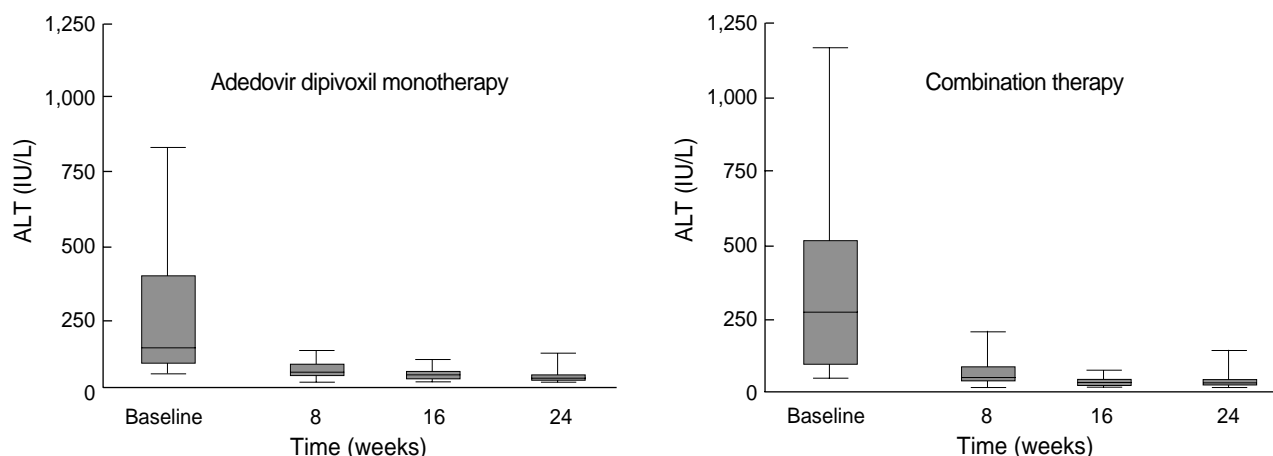 1,250
1,000
750
500
250
0
ALT (IU/L)
Adedovir dipivoxil monotherapy
Baseline
8
16
24
Time (weeks)
1,250
1,000
750
500
250
0
ALT (IU/L)
Combination therapy
Baseline
8
16
24
Time (weeks)